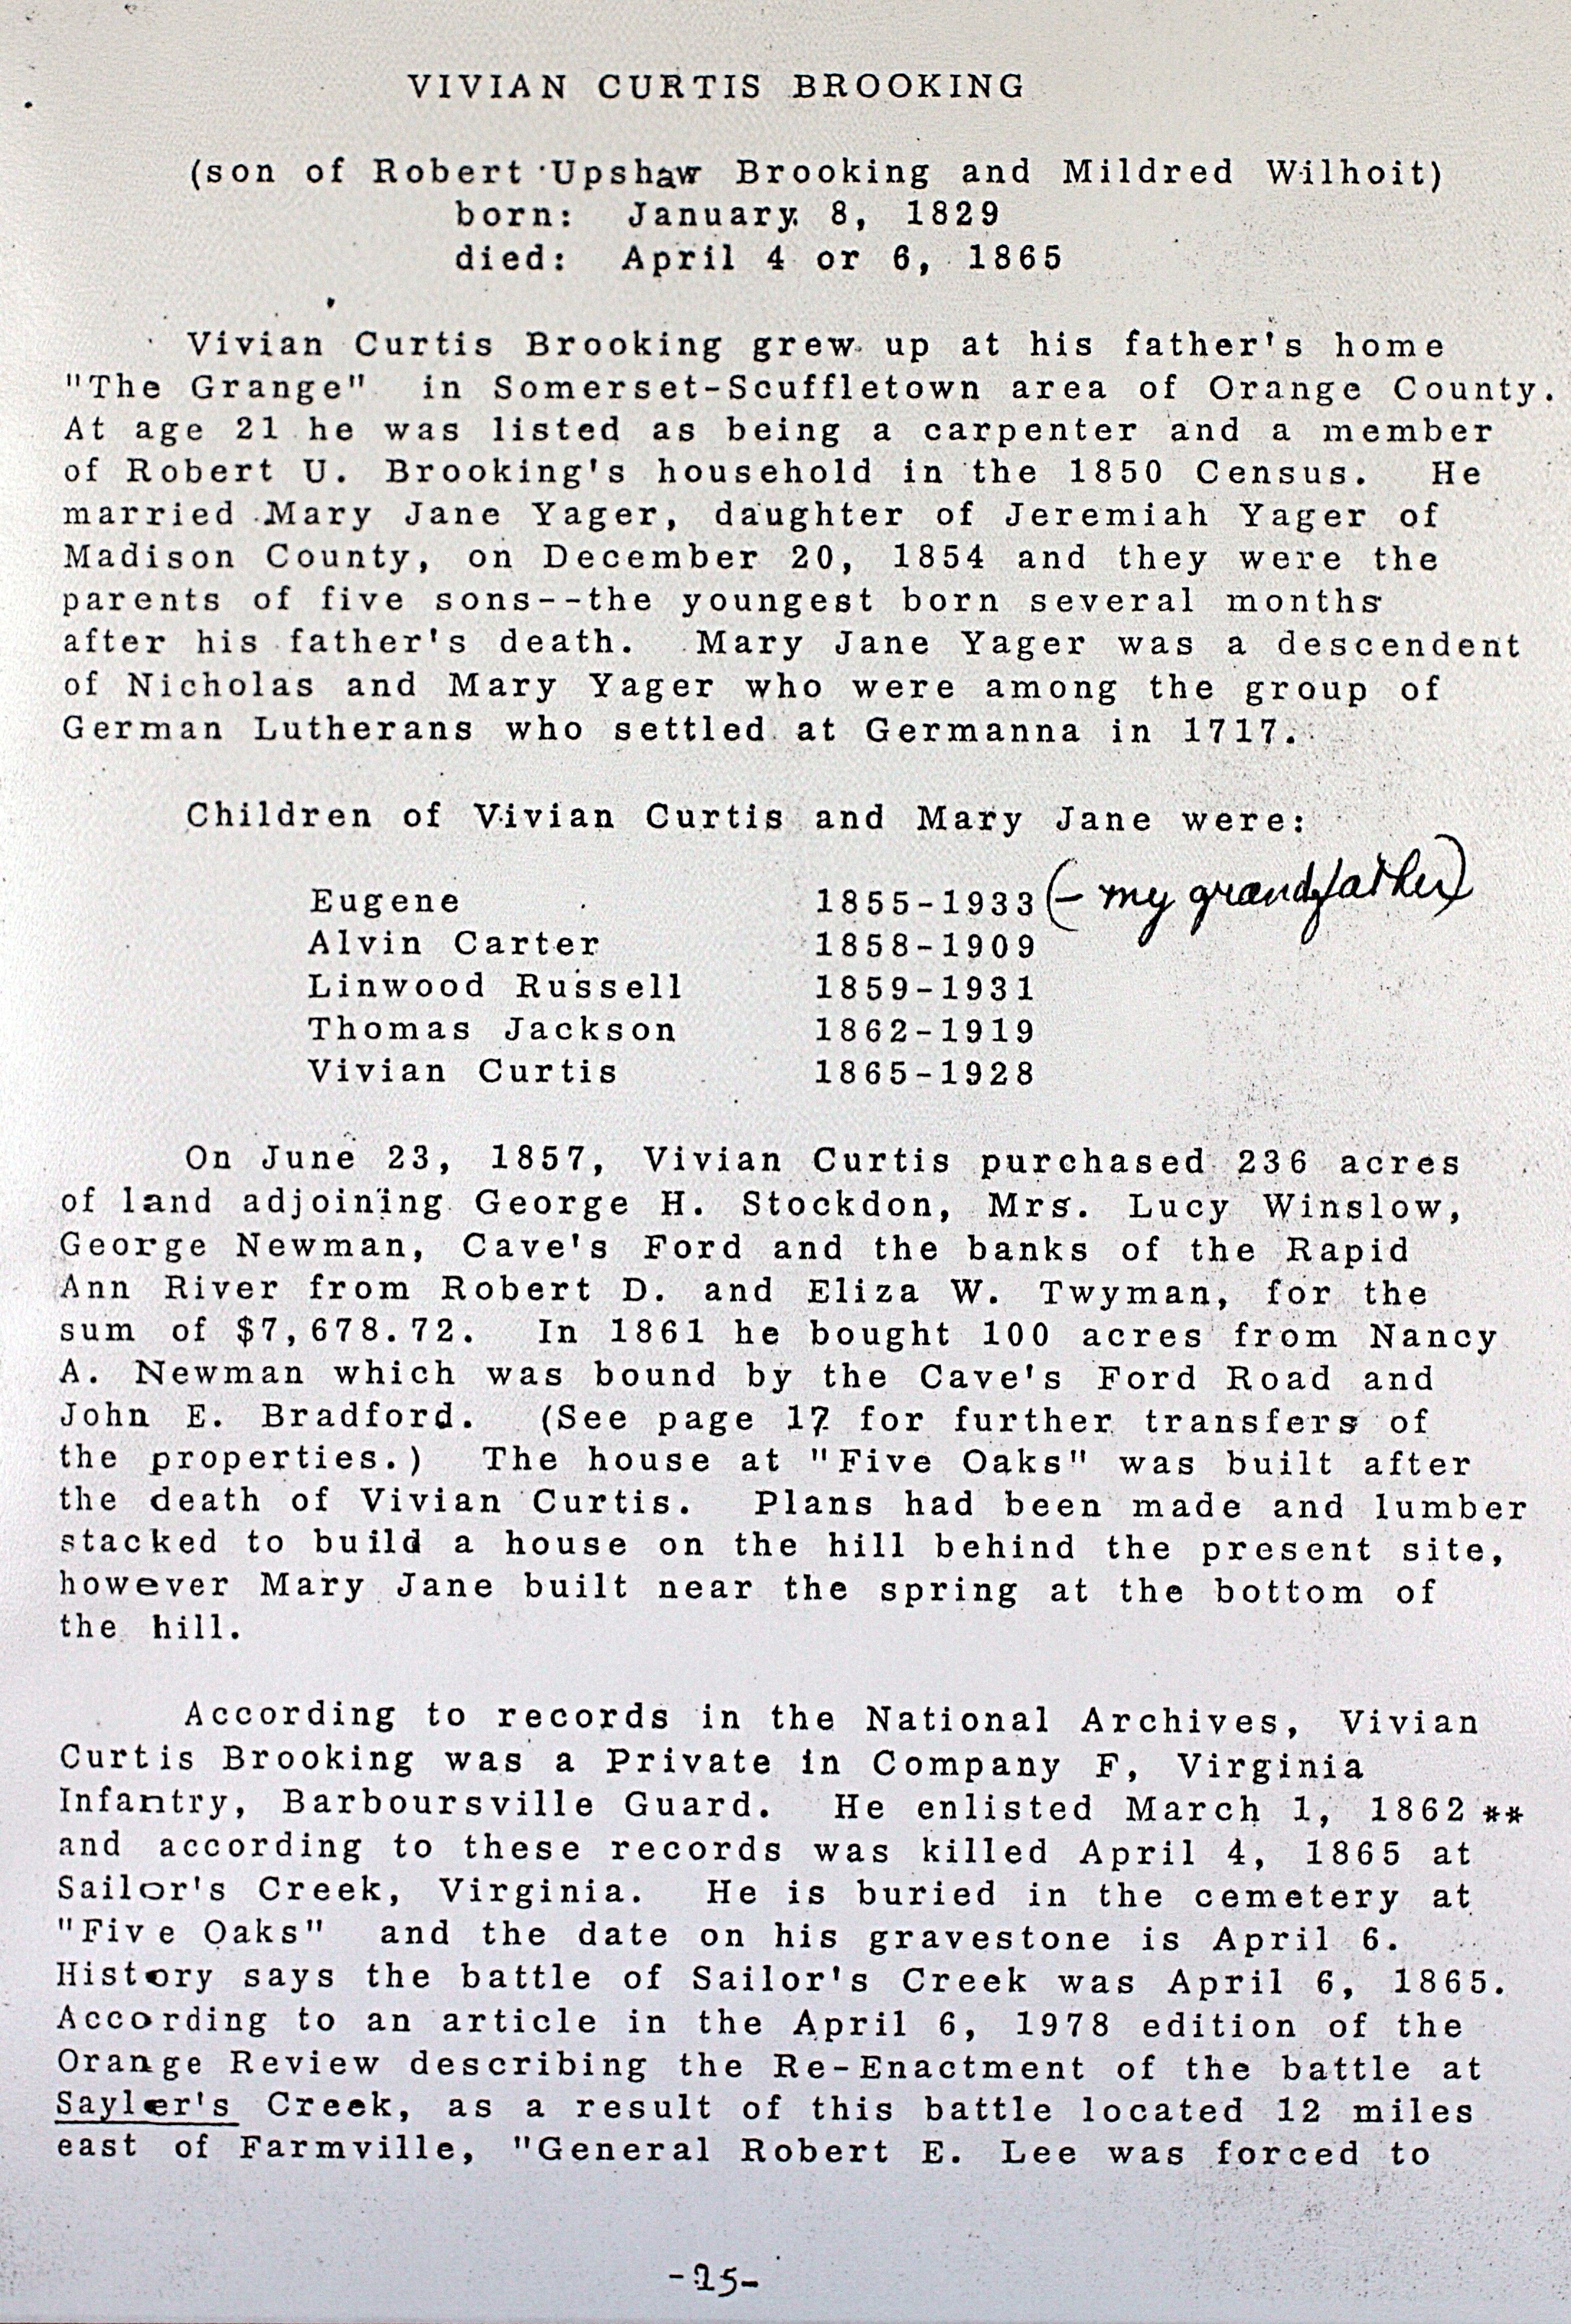 VIVIAN CURTIS BROOKING
(son of Robert Upshaw Brooking and Mildred Wilhoit)
born: January 8, 1829
died: April 4 or 6, 1865
Vivian Curtis Brooking grew up at his father's home
"The Grange" in Somerset-Scuffletown area of Orange County.
At age 21 he was listed as being a carpenter and a member
of Robert U. Brooking's household in the 1850 Census. He
married Mary Jane Yager, daughter of Jeremiah Yager of
Madison County, on December 20, 1854 and they were the
parents of five sons--the youngest born several months
after his father's death. Mary Jane Yager was a descendent
of Nicholas and Mary Yager who were among the group of
German Lutherans who settled at Germanna in 1717.
Children of Vivian Curtis and Mary Jane were:
Eugene 1855-1933 (- my grandfather)
Alvin Carter 1858-1909
Linwood Russell 1859-1931
Thomas Jackson 1862-1919
Vivian Curtis 1865-1928
On June 23, 1857, Vivian Curtis purchased 236 acres
of land adjoining George H. Stockdon, Mrs. Lucy Winslow,
George Newman, Cave's Ford and the banks of the Rapid
Ann River from Robert D. and Eliza W. Twyman, for the
sum of $7,678.72. In 1861 he bought 100 acres from Nancy
A. Newman which was bound by the Cave's Ford Road and
John E. Bradford. (See page 17 for further transfers of
the properties.) The house at "Five Oaks" was built after
the death of Vivian Curtis. Plans had been made and lumber
stacked to build a house on the hill behind the present site,
however Mary Jane built near the spring at the bottom of
the hill.
According to records in the National Archives, Vivian
Curtis Brooking was a Private in Company F, Virginia
Infantry, Barboursville Guard. He enlisted March 1, 1862 **
and according to these records was killed April 4, 1865 at
Sailor's Creek, Virginia. He is buried in the cemetery at
"Five Oaks" and the date on his gravestone is April 6.
History says the battle of Sailor's Creek was April 6, 1865.
According to an article in the April 6, 1978 edition of the
Orange Review describing the Re-Enactment of the battle at
Sayler's Creek, as a result of this battle located 12 miles
east of Farmville, "General Robert E. Lee was forced to
-25-